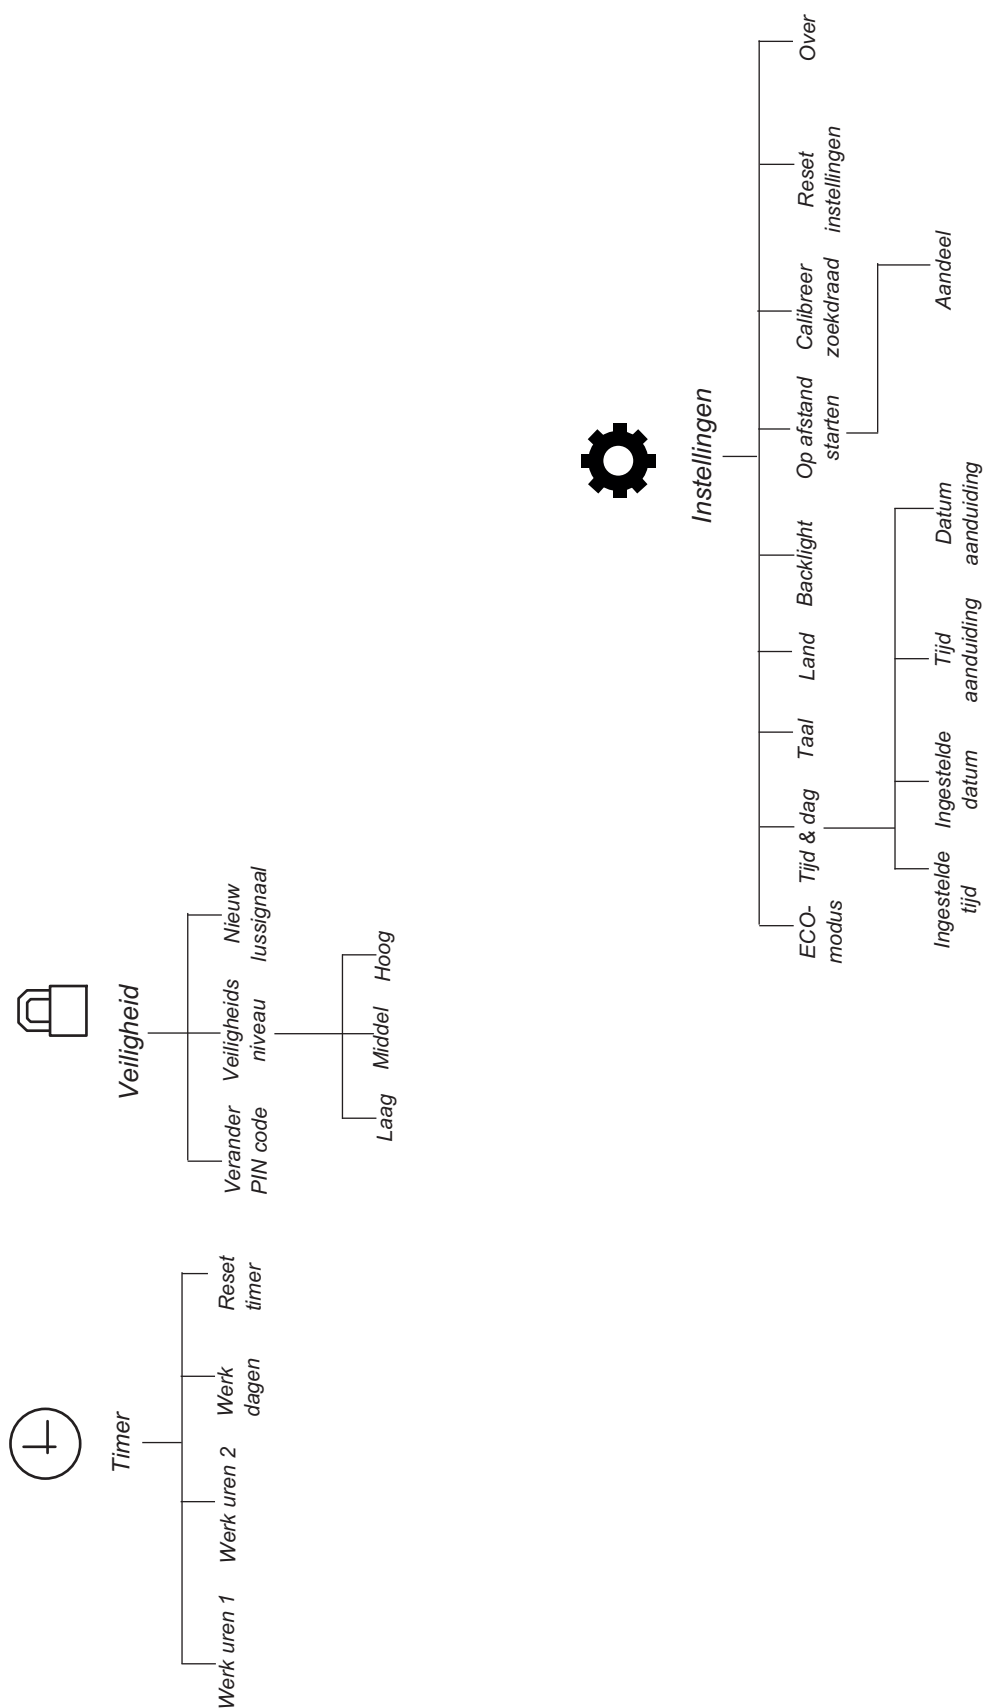 Timer
Werk uren 1
Werk uren 2
Werk
dagen
Reset
timer
Veiligheid
Verander
PIN code
Veiligheids
niveau
Nieuw
lussignaal
Laag
Middel
Hoog
Instellingen
ECO-
modus
Tijd & dag
Taal
Land
Backlight
Op afstand
starten
Calibreer
zoekdraad
Reset
instellingen
Over
Ingestelde
tijd
Ingestelde
datum
Tijd
aanduiding
Datum
aanduiding
Aandeel